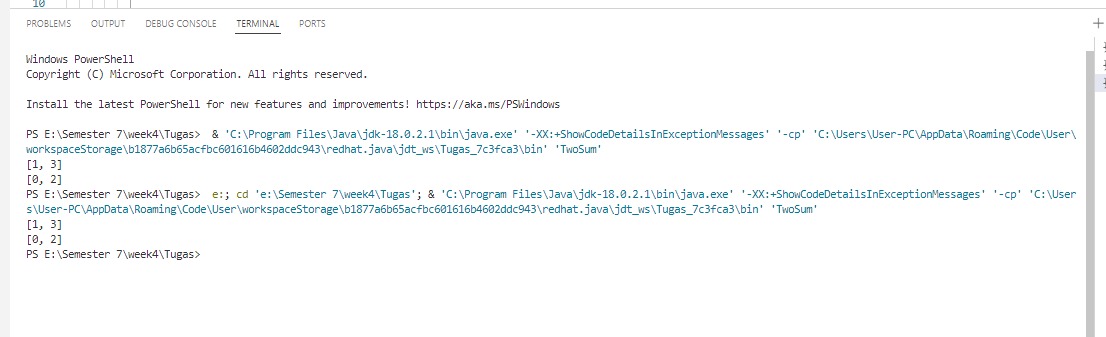 10
PROBLEMS OUTPUT DEBUG CONSOLE TERMINAL PORTS
Windows PowerShell
Copyright (C) Microsoft Corporation. All rights reserved.
Install the latest PowerShell for new features and improvements! https://aka.ms/PSWindows
PS E:\Semester 7\week4\Tugas>  & 'C:\Program Files\Java\jdk-18.0.2.1\bin\java.exe' '-XX:+ShowCodeDetailsInExceptionMessages' '-cp' 'C:\Users\User-PC\AppData\Roaming\Code\User\
workspaceStorage\b1877a6b65acfbc601616b4602ddc943\redhat.java\jdt_ws\Tugas_7c3fca3\bin' 'TwoSum'
[1, 3]
[0, 2]
PS E:\Semester 7\week4\Tugas>  e:; cd 'e:\Semester 7\week4\Tugas'; & 'C:\Program Files\Java\jdk-18.0.2.1\bin\java.exe' '-XX:+ShowCodeDetailsInExceptionMessages' '-cp' 'C:\User
s\User-PC\AppData\Roaming\Code\User\workspaceStorage\b1877a6b65acfbc601616b4602ddc943\redhat.java\jdt_ws\Tugas_7c3fca3\bin' 'TwoSum'
[1, 3]
[0, 2]
PS E:\Semester 7\week4\Tugas>